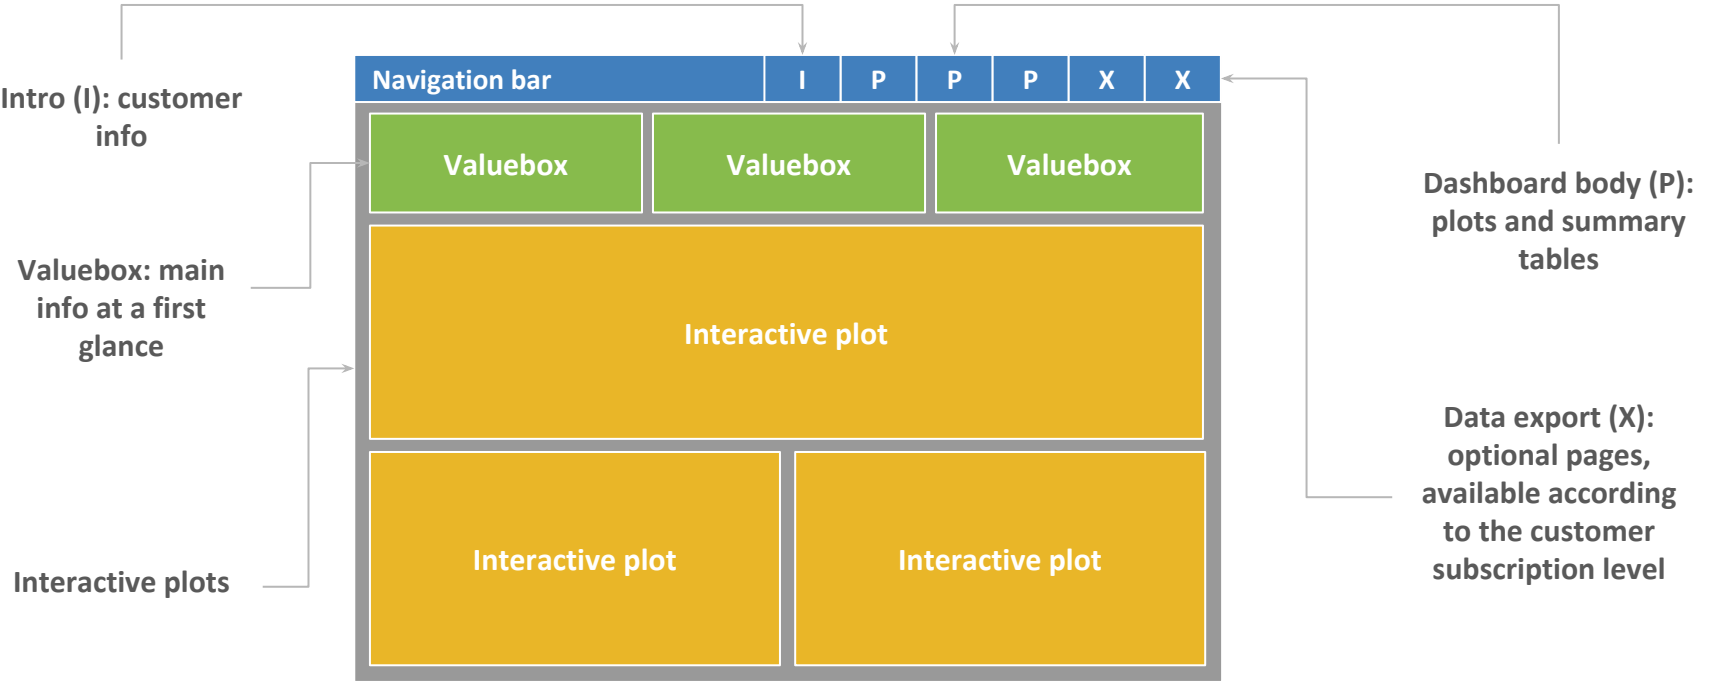 Navigation bar I P P P X X
Intro (I): customer
info
Valuebox Valuebox Valuebox
Dashboard body (P):
plots and summary
tables
Valuebox: main
info at a first
glance
Interactive plot
Data export (X):
optional pages,
available according
to the customer
subscription level
Interactive plots
Interactive plot Interactive plot